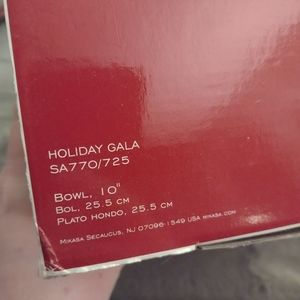 HOLIDAY GALA
SA770/725
BOWL, 10"
BOL, 25.5 CM
PLATO HONDO, 25.5 CM
MIKASA SECAUCUS, NJ 07096-1549 USA MIKASA.COM